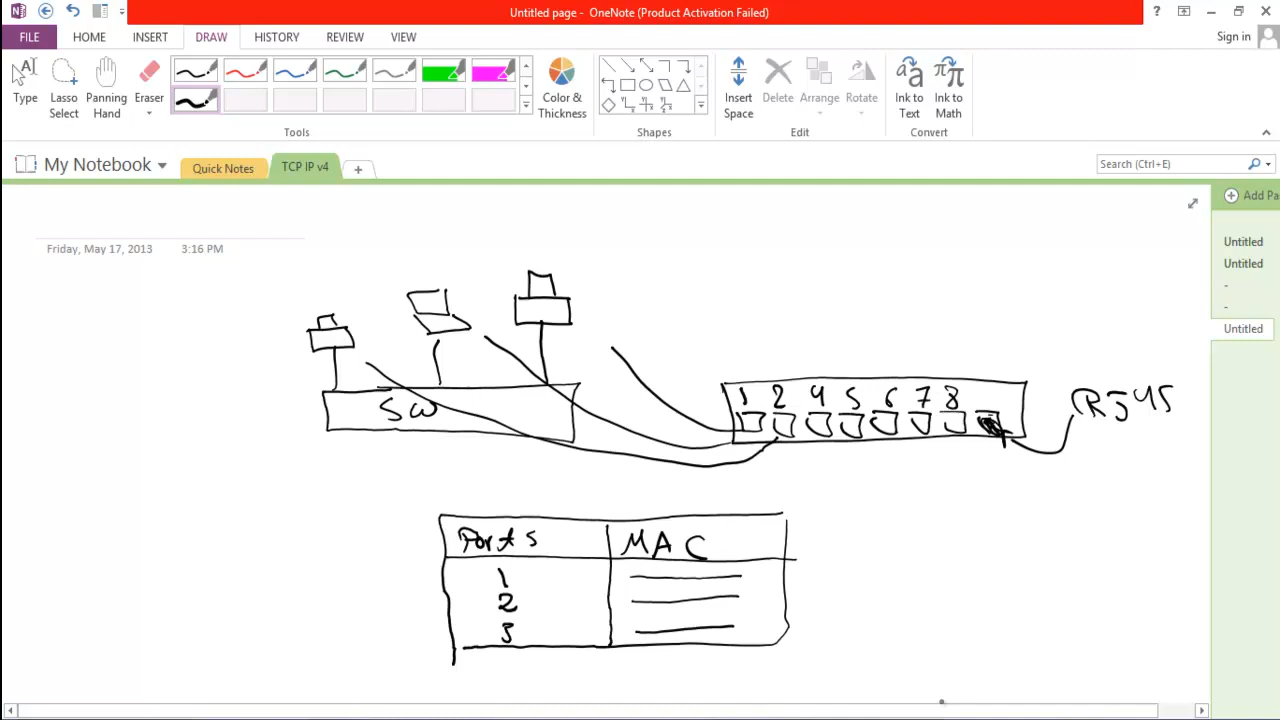 Untitled page - OneNote (Product Activation Failed)
?
FILE HOME INSERT DRAW HISTORY REVIEW VIEW
Sign in
Type
Lasso Select
Panning Hand
Eraser
Color & Thickness
Insert Space
Delete
Arrange
Rotate
Ink to Text
Ink to Math
Tools
Shapes
Edit
Convert
My Notebook
Quick Notes
TCP IP v4
Search (Ctrl+E)
Add Pa
Untitled
Untitled
-
-
Untitled
Friday, May 17, 2013 3:16 PM
SW
1 2 4 5 6 7 8
RJ45
Ports MAC
1
2
3